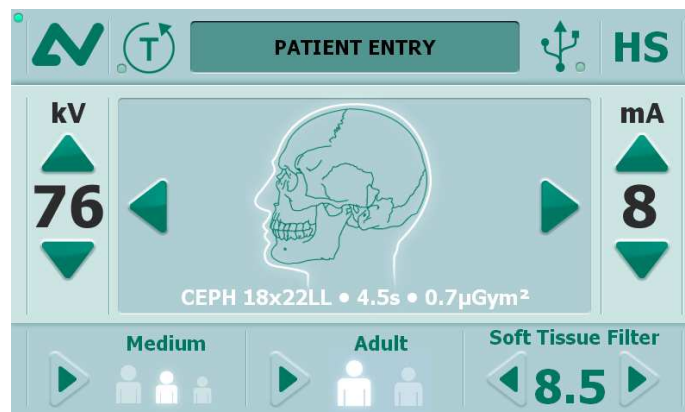 T
PATIENT ENTRY
HS
kV
mA
76
8
CEPH 18x22LL • 4.5s • 0.7µGym²
Medium
Adult
Soft Tissue Filter
8.5